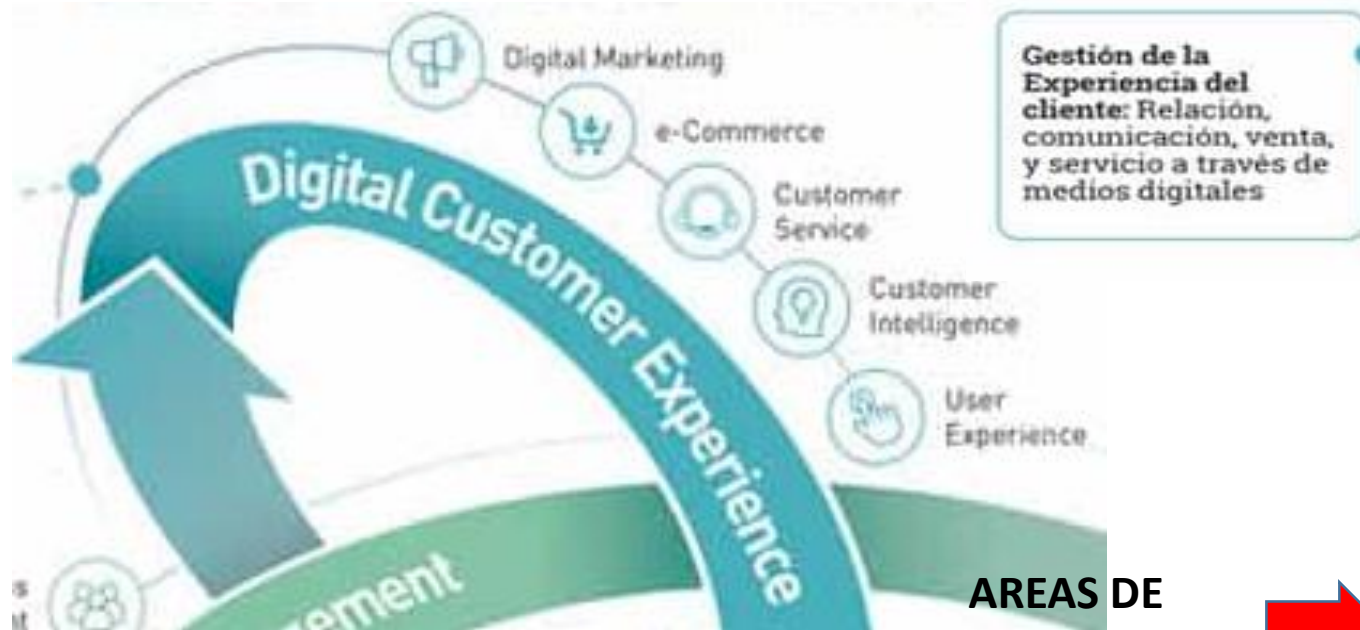 Digital Marketing
e-Commerce
Customer
Service
Customer
Intelligence
User
Experience
Digital Customer Experience
Gestión de la
Experiencia del
cliente: Relación,
comunicación, venta,
y servicio a través de
medios digitales
ement
AREAS DE